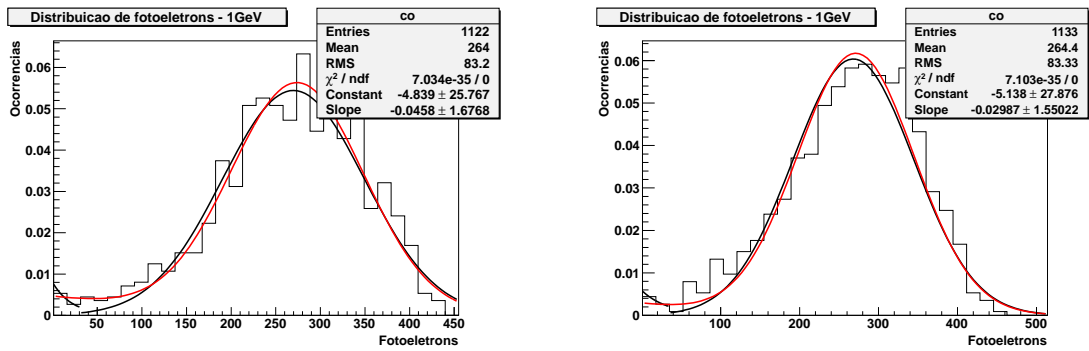 Distribuicao de fotoeletrons - 1GeV
co
Entries 1122
Mean 264
RMS 83.2
χ² / ndf 7.034e-35 / 0
Constant -4.839 ± 25.767
Slope -0.0458 ± 1.6768
Ocorrencias
0.06
0.05
0.04
0.03
0.02
0.01
0
50 100 150 200 250 300 350 400 450
Fotoeletrons
Distribuicao de fotoeletrons - 1GeV
co
Entries 1133
Mean 264.4
RMS 83.33
χ² / ndf 7.103e-35 / 0
Constant -5.138 ± 27.876
Slope -0.02987 ± 1.55022
Ocorrencias
0.06
0.05
0.04
0.03
0.02
0.01
0
100 200 300 400 500
Fotoeletrons